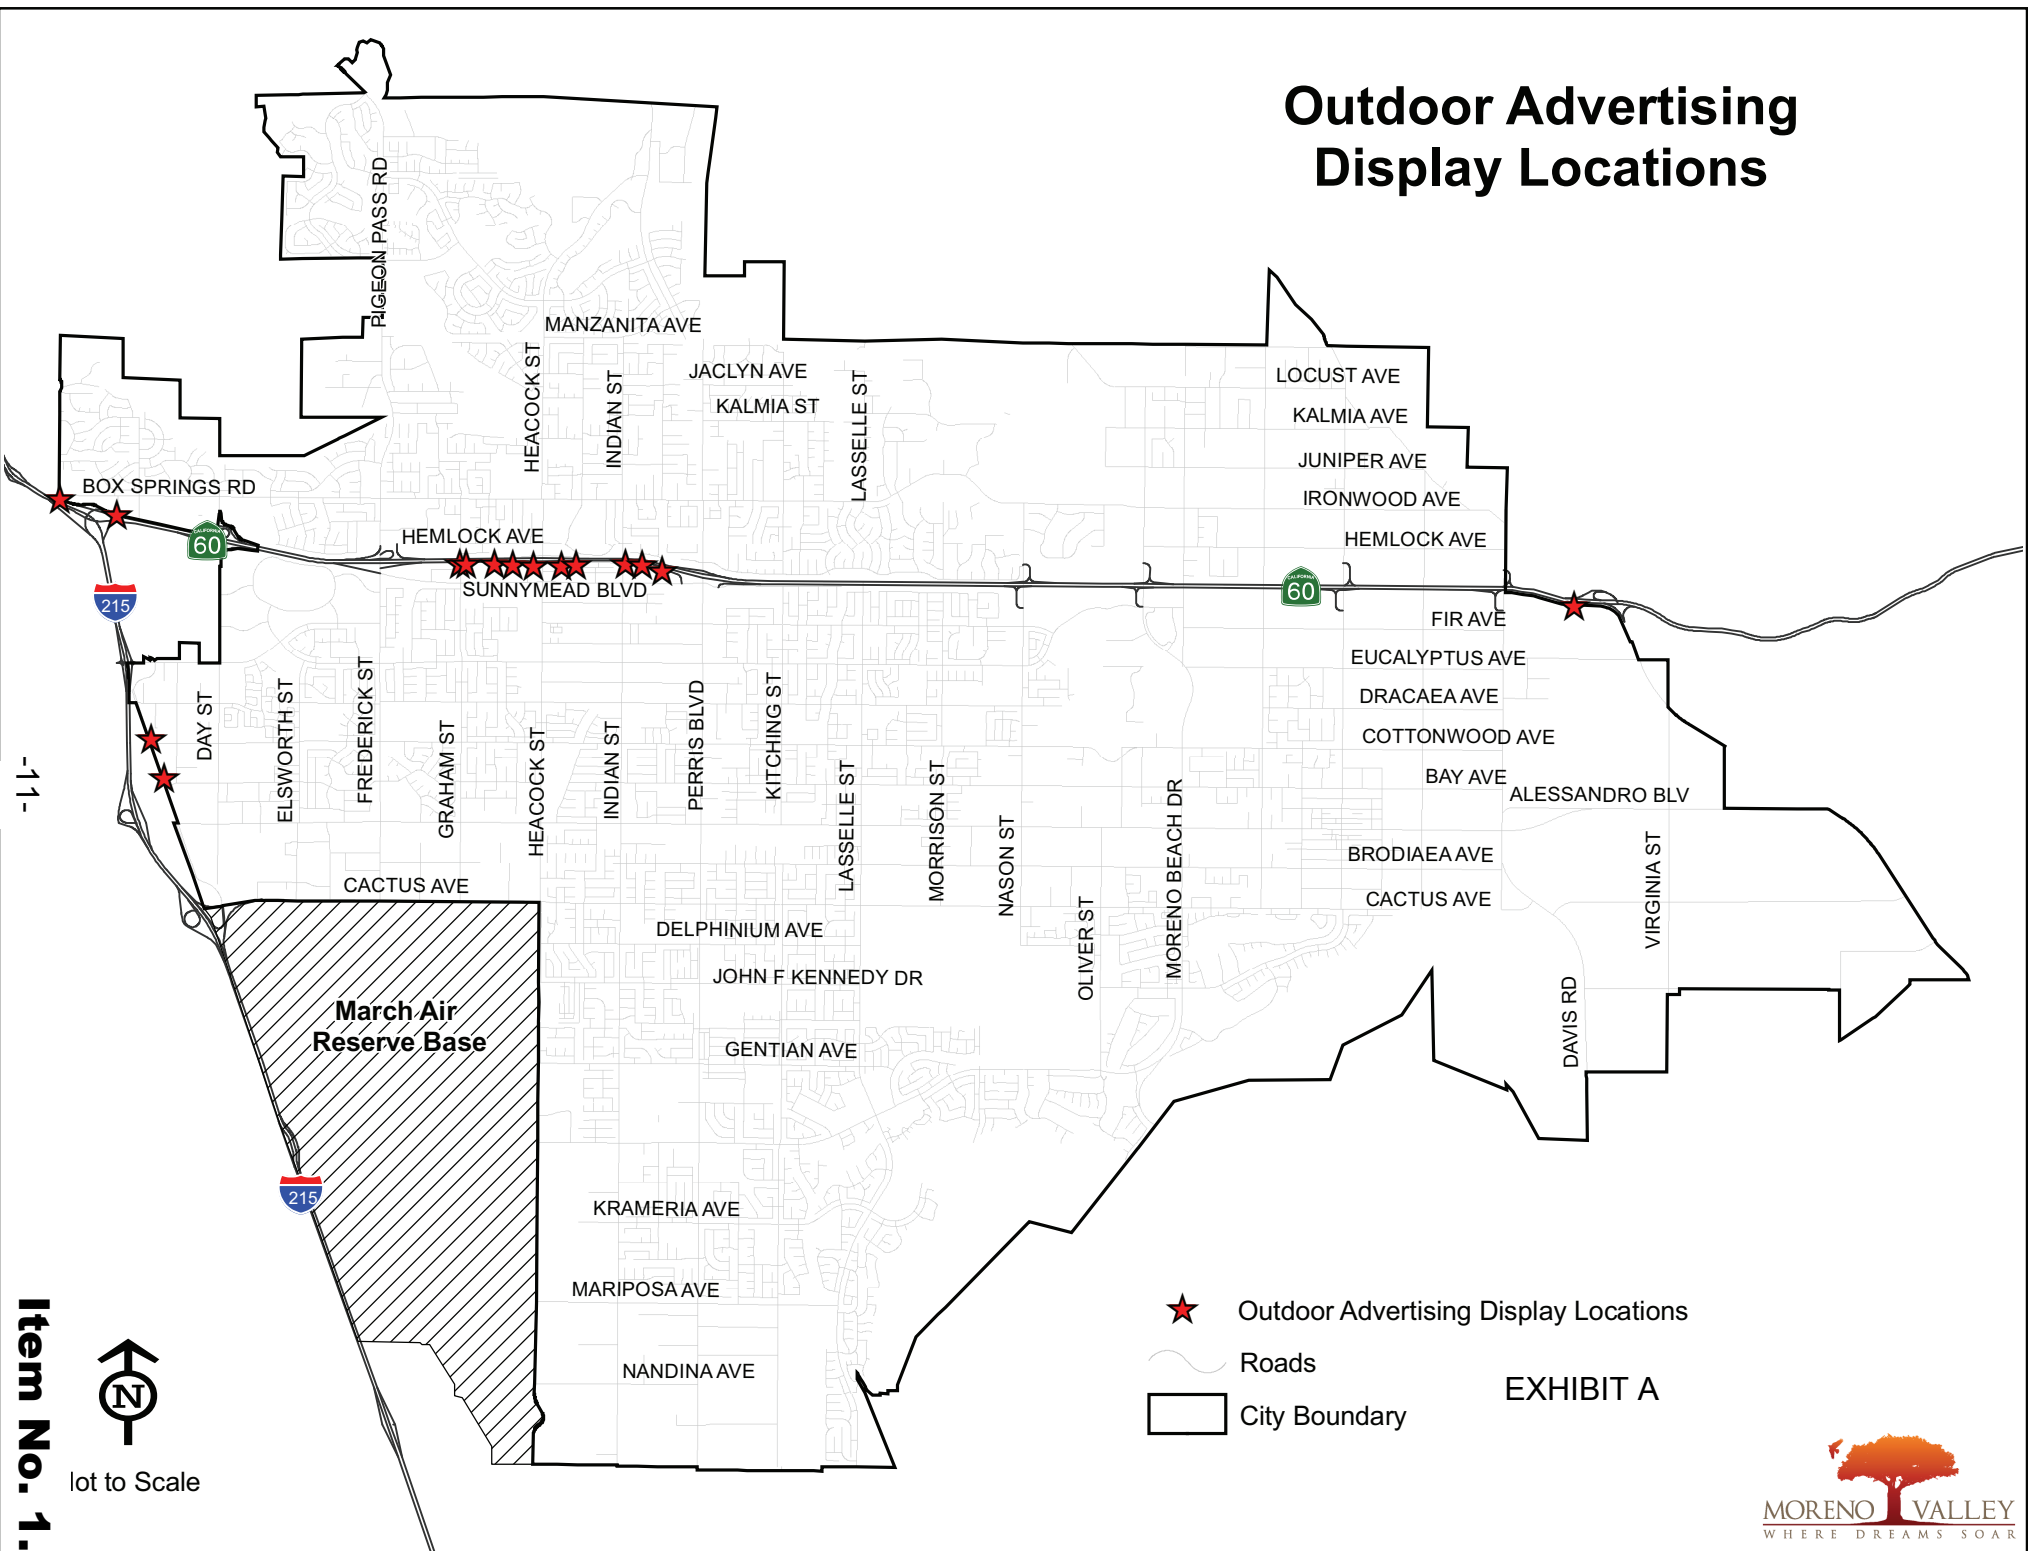 Outdoor Advertising
Display Locations
PIGEON PASS RD
MANZANITA AVE
HEACOCK ST
INDIAN ST
JACLYN AVE
KALMIA ST
LASSELLE ST
LOCUST AVE
KALMIA AVE
JUNIPER AVE
IRONWOOD AVE
HEMLOCK AVE
BOX SPRINGS RD
CALIFORNIA
60
HEMLOCK AVE
SUNNYMEAD BLVD
215
CALIFORNIA
60
FIR AVE
EUCALYPTUS AVE
DRACAEA AVE
COTTONWOOD AVE
BAY AVE
ALESSANDRO BLV
DAY ST
ELSWORTH ST
FREDERICK ST
GRAHAM ST
HEACOCK ST
INDIAN ST
PERRIS BLVD
KITCHING ST
LASSELLE ST
MORRISON ST
NASON ST
OLIVER ST
MORENO BEACH DR
BRODIAEA AVE
CACTUS AVE
VIRGINIA ST
DAVIS RD
CACTUS AVE
DELPHINIUM AVE
JOHN F KENNEDY DR
GENTIAN AVE
March Air
Reserve Base
215
KRAMERIA AVE
MARIPOSA AVE
NANDINA AVE
Outdoor Advertising Display Locations
Roads
City Boundary
EXHIBIT A
N
lot to Scale
-11-
Item No. 1.
MORENO VALLEY
WHERE DREAMS SOAR